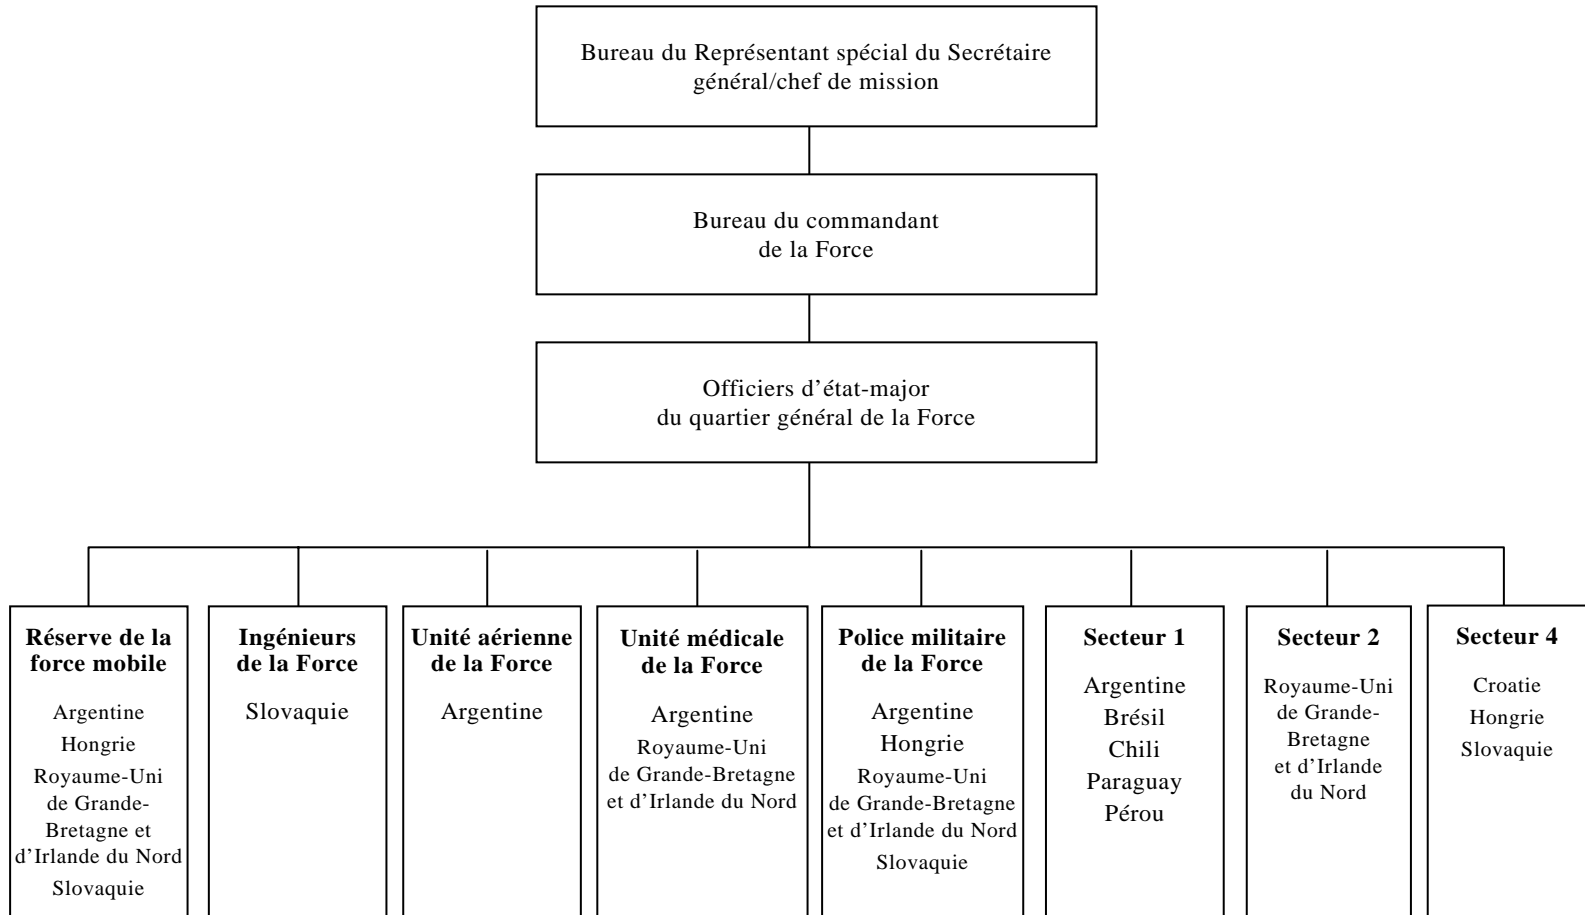 Bureau du Représentant spécial du Secrétaire
général/chef de mission
Bureau du commandant
de la Force
Officiers d'état-major
du quartier général de la Force
Réserve de la
force mobile
Argentine
Hongrie
Royaume-Uni
de Grande-
Bretagne et
d'Irlande du Nord
Slovaquie
Ingénieurs
de la Force
Slovaquie
Unité aérienne
de la Force
Argentine
Unité médicale
de la Force
Argentine
Royaume-Uni
de Grande-Bretagne
et d'Irlande du Nord
Police militaire
de la Force
Argentine
Hongrie
Royaume-Uni
de Grande-Bretagne
et d'Irlande du Nord
Slovaquie
Secteur 1
Argentine
Brésil
Chili
Paraguay
Pérou
Secteur 2
Royaume-Uni
de Grande-
Bretagne
et d'Irlande
du Nord
Secteur 4
Croatie
Hongrie
Slovaquie